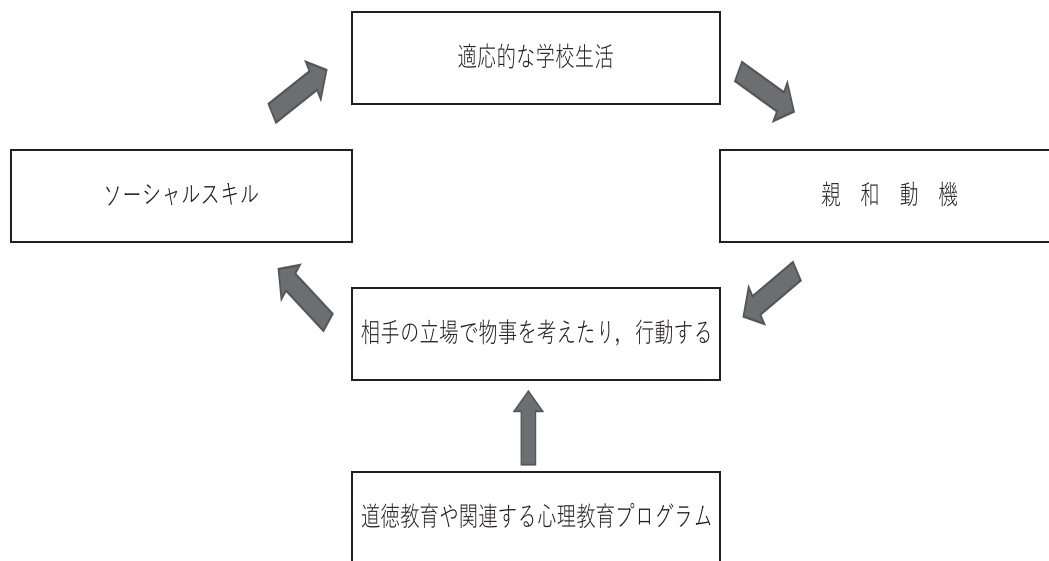 適応的な学校生活
ソーシャルスキル
親　和　動　機
相手の立場で物事を考えたり，行動する
道徳教育や関連する心理教育プログラム